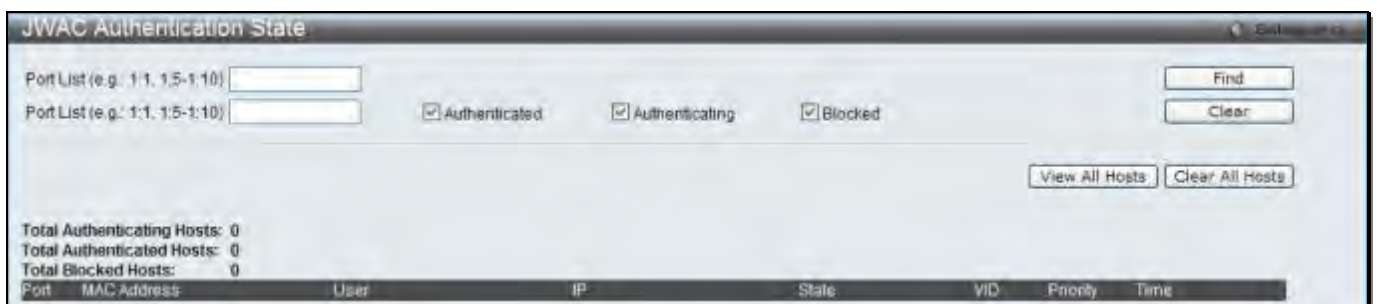 JWAC Authentication State
Port List (e.g.: 1:1, 1:5-1:10) Find
Port List (e.g.: 1:1, 1:5-1:10) Authenticated Authenticating Blocked Clear
View All Hosts Clear All Hosts
Total Authenticating Hosts: 0
Total Authenticated Hosts: 0
Total Blocked Hosts: 0
Port MAC Address User IP State VID Priority Time